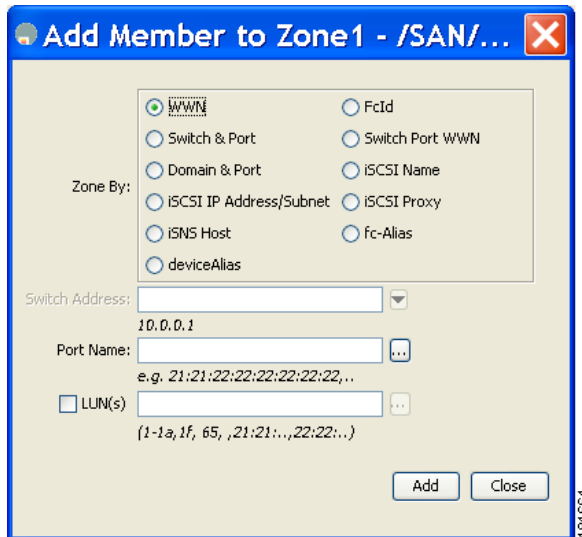 Add Member to Zone1 - /SAN/...
Zone By:
WWN
FcId
Switch & Port
Switch Port WWN
Domain & Port
iSCSI Name
iSCSI IP Address/Subnet
iSCSI Proxy
iSNS Host
fc-Alias
deviceAlias
Switch Address:
10.0.0.1
Port Name:
...
e.g. 21:21:22:22:22:22:22:22,..
LUN(s)
...
(1-1a,1f, 65, ,21:21:..,22:22:..)
Add
Close